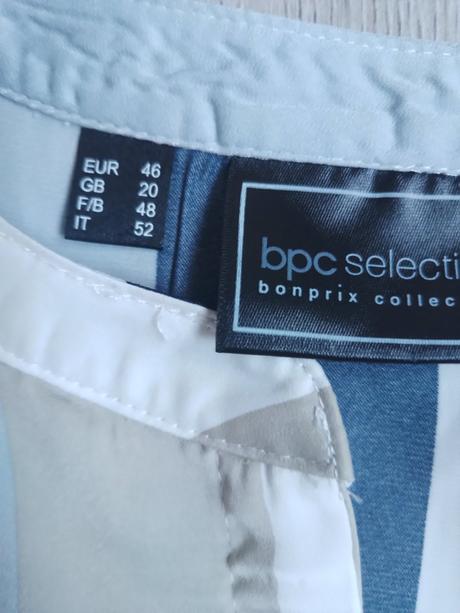 EUR 46
GB 20
F/B 48
IT 52
bpc selecti
bonprix collec